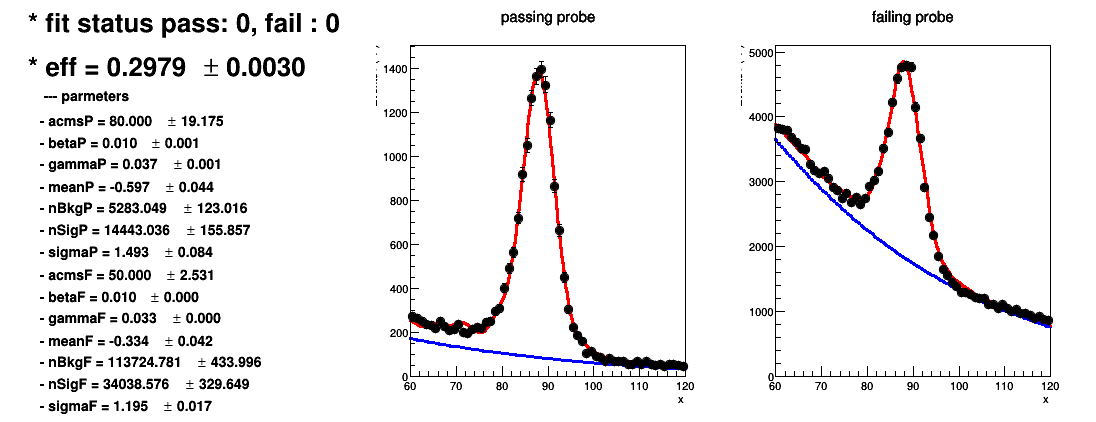 * fit status pass: 0, fail : 0
* eff = 0.2979 ± 0.0030
--- parmeters
- acmsP = 80.000 ± 19.175
- betaP = 0.010 ± 0.001
- gammaP = 0.037 ± 0.001
- meanP = -0.597 ± 0.044
- nBkgP = 5283.049 ± 123.016
- nSigP = 14443.036 ± 155.857
- sigmaP = 1.493 ± 0.084
- acmsF = 50.000 ± 2.531
- betaF = 0.010 ± 0.000
- gammaF = 0.033 ± 0.000
- meanF = -0.334 ± 0.042
- nBkgF = 113724.781 ± 433.996
- nSigF = 34038.576 ± 329.649
- sigmaF = 1.195 ± 0.017
passing probe
1400
1200
1000
800
600
400
200
0
60 70 80 90 100 110 120
x
failing probe
5000
4000
3000
2000
1000
0
60 70 80 90 100 110 120
x